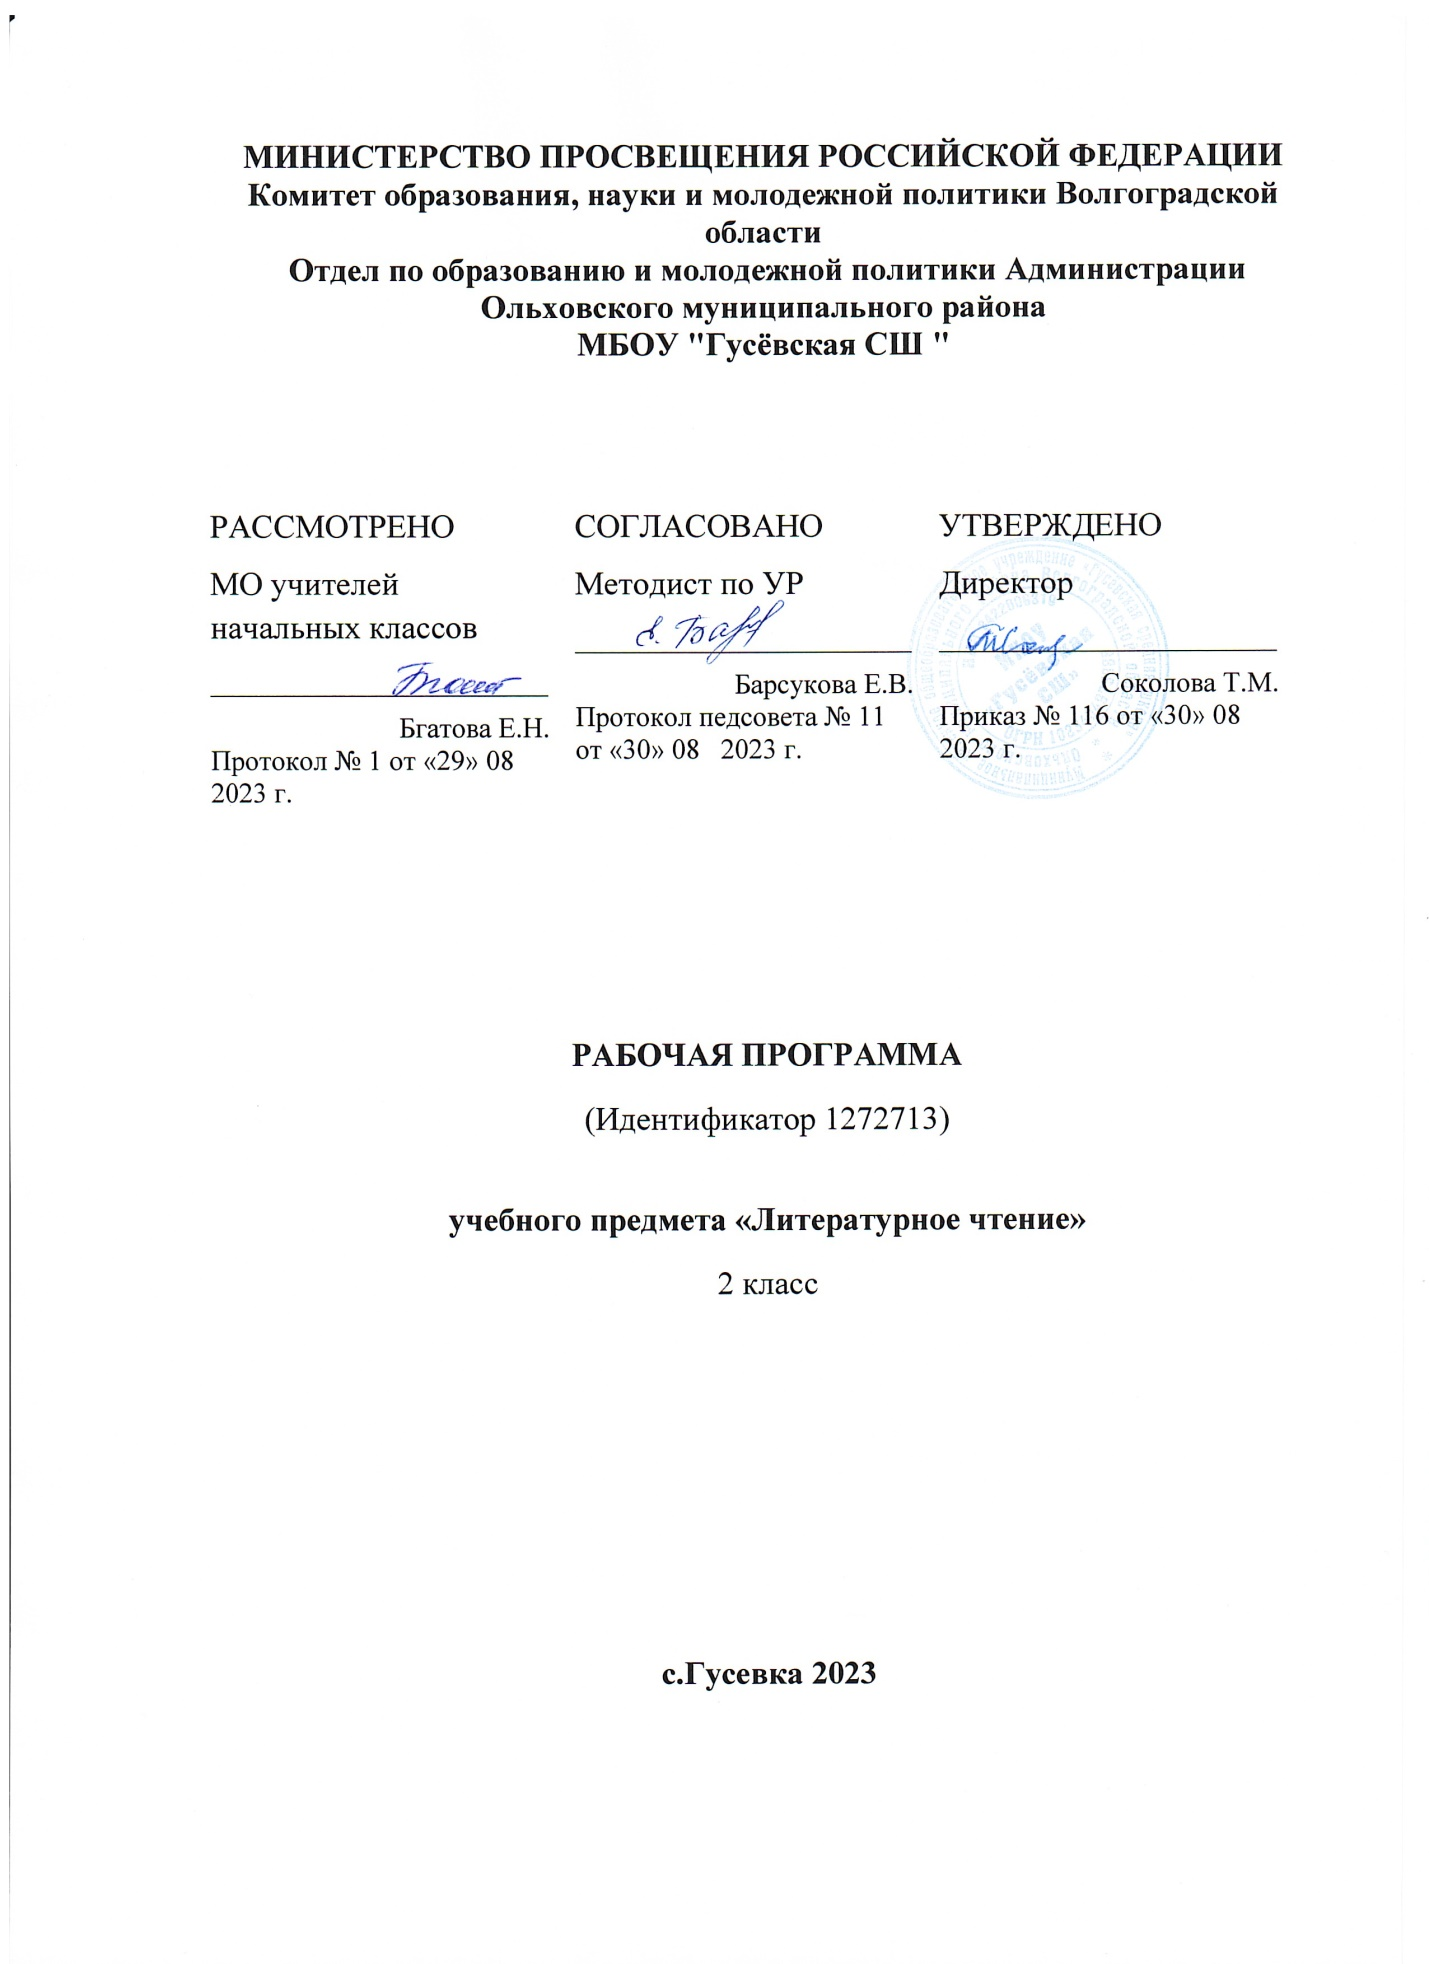 МИНИСТЕРСТВО ПРОСВЕЩЕНИЯ РОССИЙСКОЙ ФЕДЕРАЦИИ
Комитет образования, науки и молодежной политики Волгоградской
области
Отдел по образованию и молодежной политики Администрации
Ольховского муниципального района
МБОУ "Гусёвская СШ "
РАССМОТРЕНО
МО учителей
начальных классов
Бгатова Е.Н.
Протокол № 1 от «29» 08
2023 г.
СОГЛАСОВАНО
Методист по УР
Барсукова Е.В.
Протокол педсовета № 11
от «30» 08 2023 г.
УТВЕРЖДЕНО
Директор
Соколова Т.М.
Приказ № 116 от «30» 08
2023 г.
РАБОЧАЯ ПРОГРАММА
(Идентификатор 1272713)
учебного предмета «Литературное чтение»
2 класс
с.Гусевка 2023